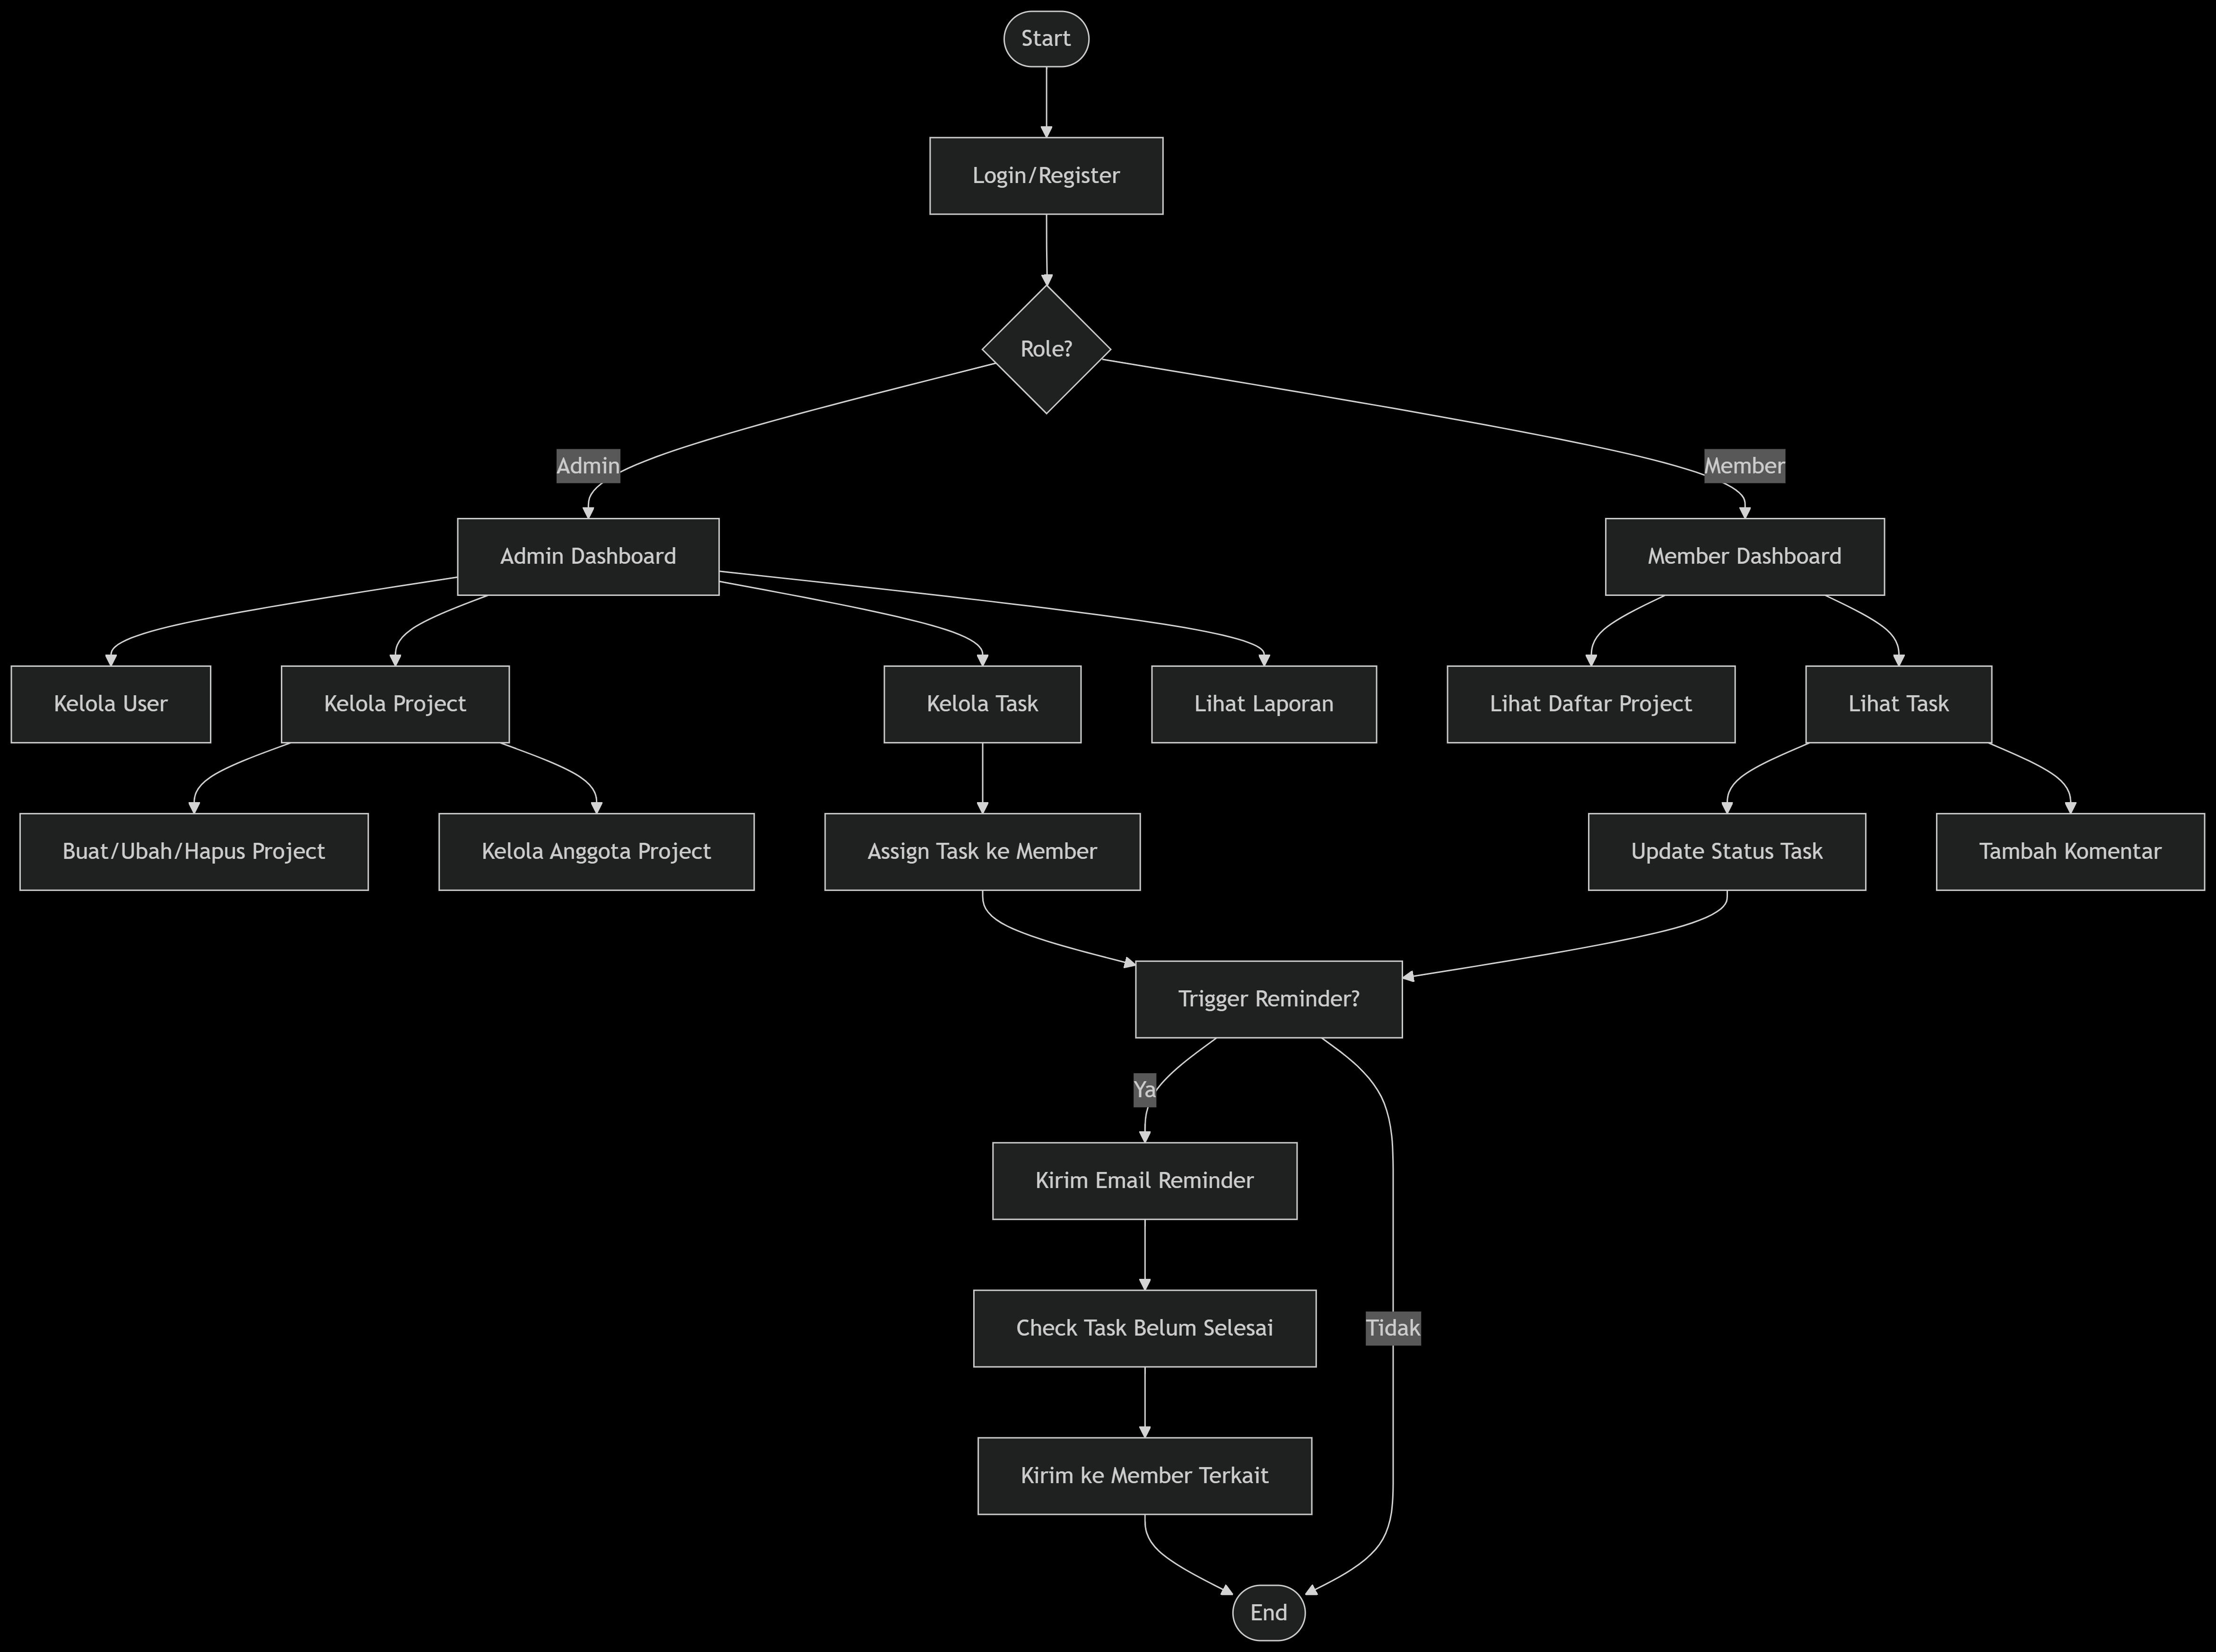 Start
Login/Register
Role?
Admin
Member
Admin Dashboard
Member Dashboard
Kelola User
Kelola Project
Kelola Task
Lihat Laporan
Lihat Daftar Project
Lihat Task
Buat/Ubah/Hapus Project
Kelola Anggota Project
Assign Task ke Member
Update Status Task
Tambah Komentar
Trigger Reminder?
Ya
Kirim Email Reminder
Check Task Belum Selesai
Tidak
Kirim ke Member Terkait
End